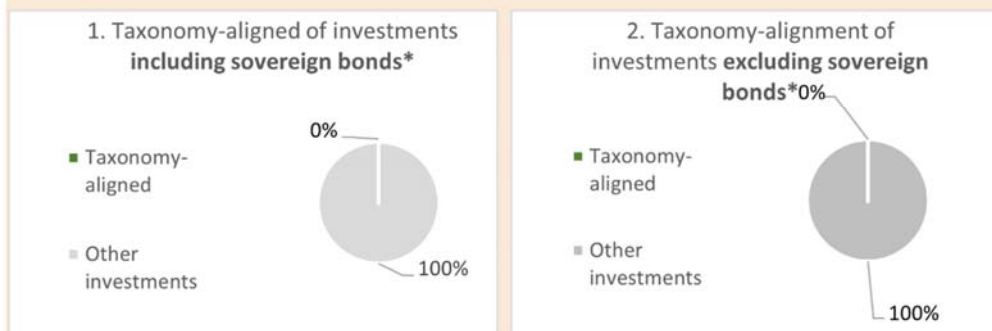 1. Taxonomy-aligned of investments
including sovereign bonds*
0%
Taxonomy-
aligned
Other
investments
100%
2. Taxonomy-alignment of
investments excluding sovereign
bonds*0%
Taxonomy-
aligned
Other
investments
100%